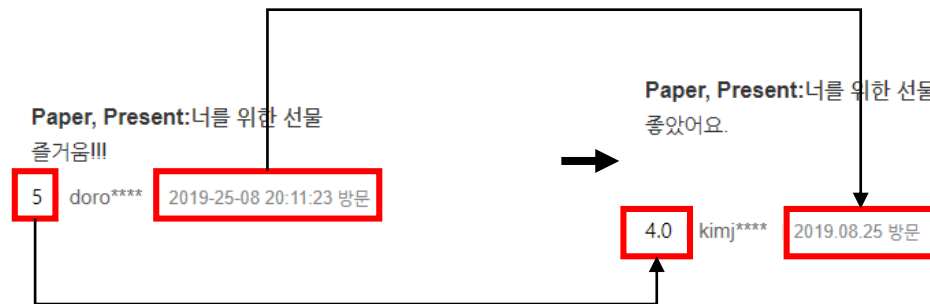 Paper, Present:너를 위한 선물
즐거움!!!
5 doro**** 2019-25-08 20:11:23 방문
Paper, Present:너를 위한 선물
좋았어요.
4.0 kimj**** 2019.08.25 방문